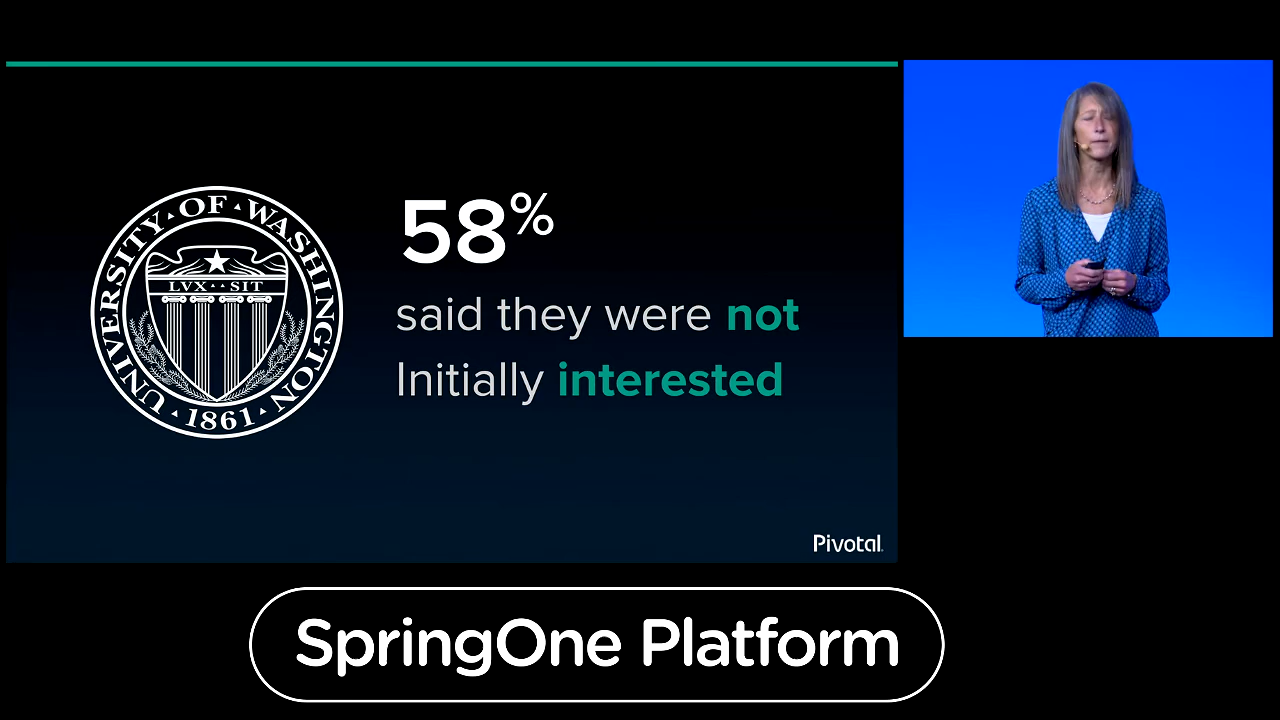 UNIVERSITY OF WASHINGTON
LVX SIT
1861
58%
said they were not
Initially interested
Pivotal
SpringOne Platform